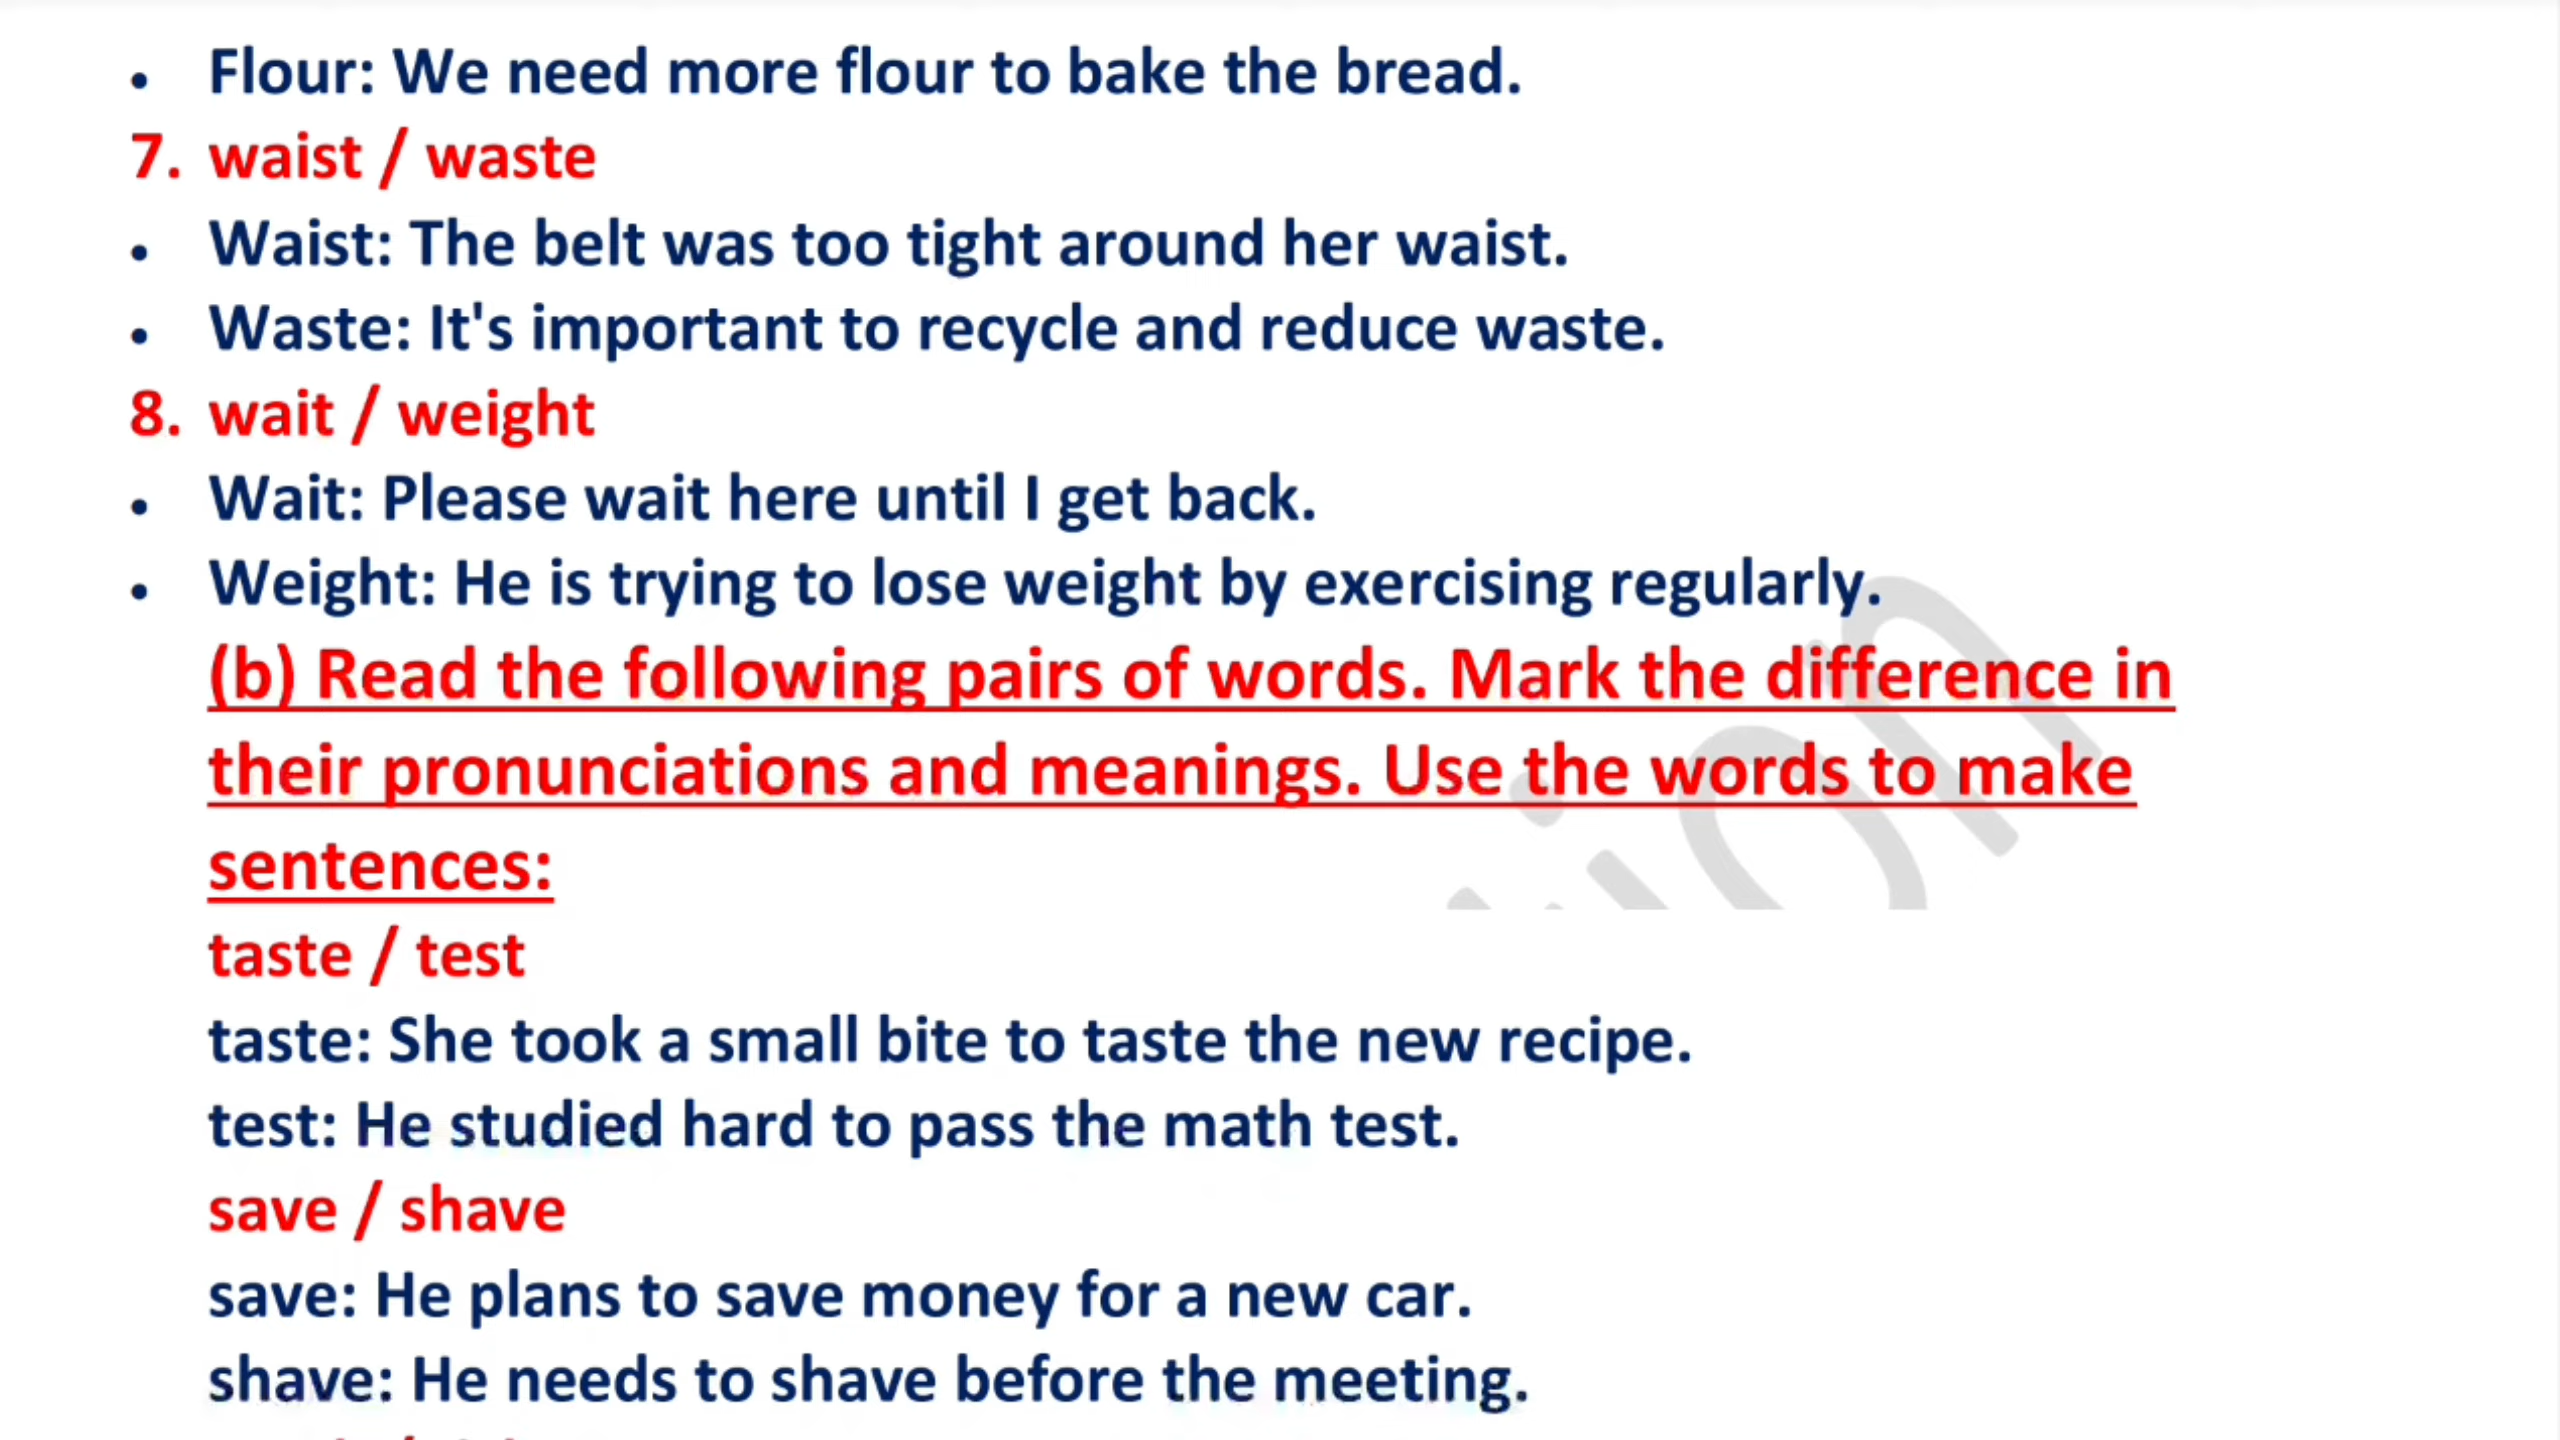 • Flour: We need more flour to bake the bread.
7. waist / waste
• Waist: The belt was too tight around her waist.
• Waste: It's important to recycle and reduce waste.
8. wait / weight
• Wait: Please wait here until I get back.
• Weight: He is trying to lose weight by exercising regularly.
(b) Read the following pairs of words. Mark the difference in
their pronunciations and meanings. Use the words to make
sentences:
taste / test
taste: She took a small bite to taste the new recipe.
test: He studied hard to pass the math test.
save / shave
save: He plans to save money for a new car.
shave: He needs to shave before the meeting.